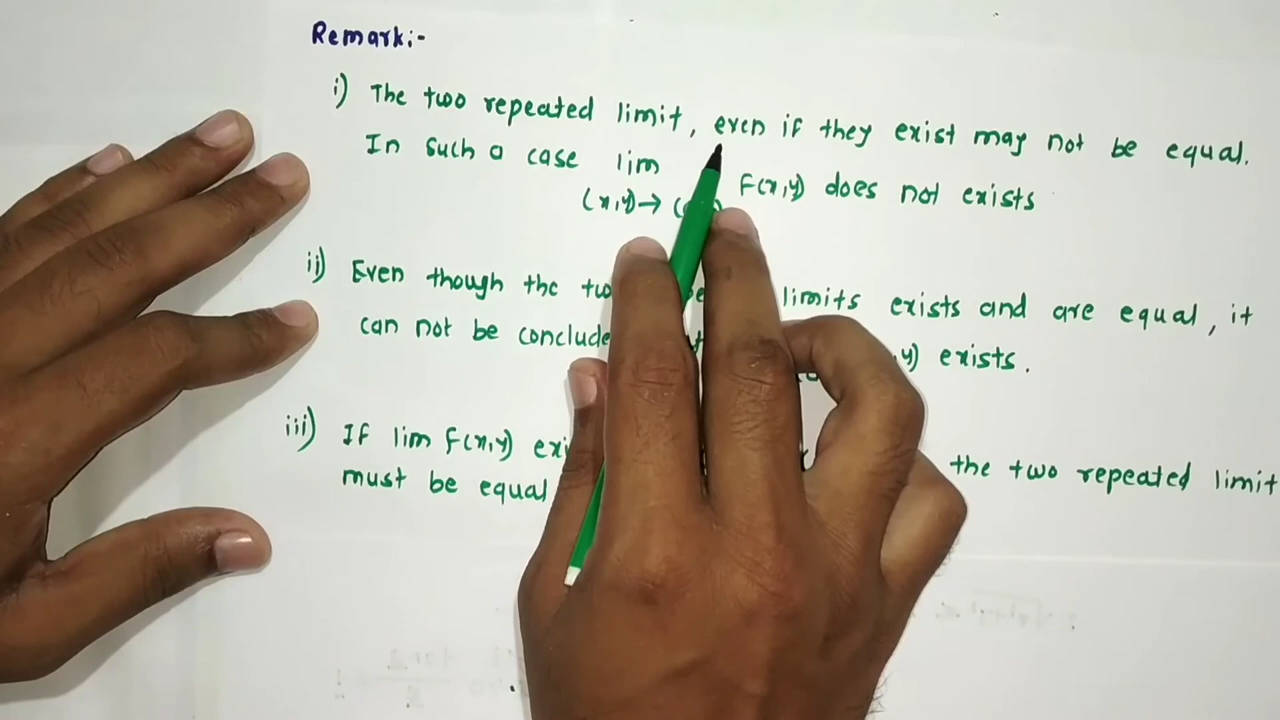 Remark:-
i) The two repeated limit, even if they exist may not be equal.
In such a case lim F(x,y) does not exists
(x,y)→
ii) Even though the two limits exists and are equal, it
can not be conclude exists.
iii) If lim f(x,y) the two repeated limit
must be equal